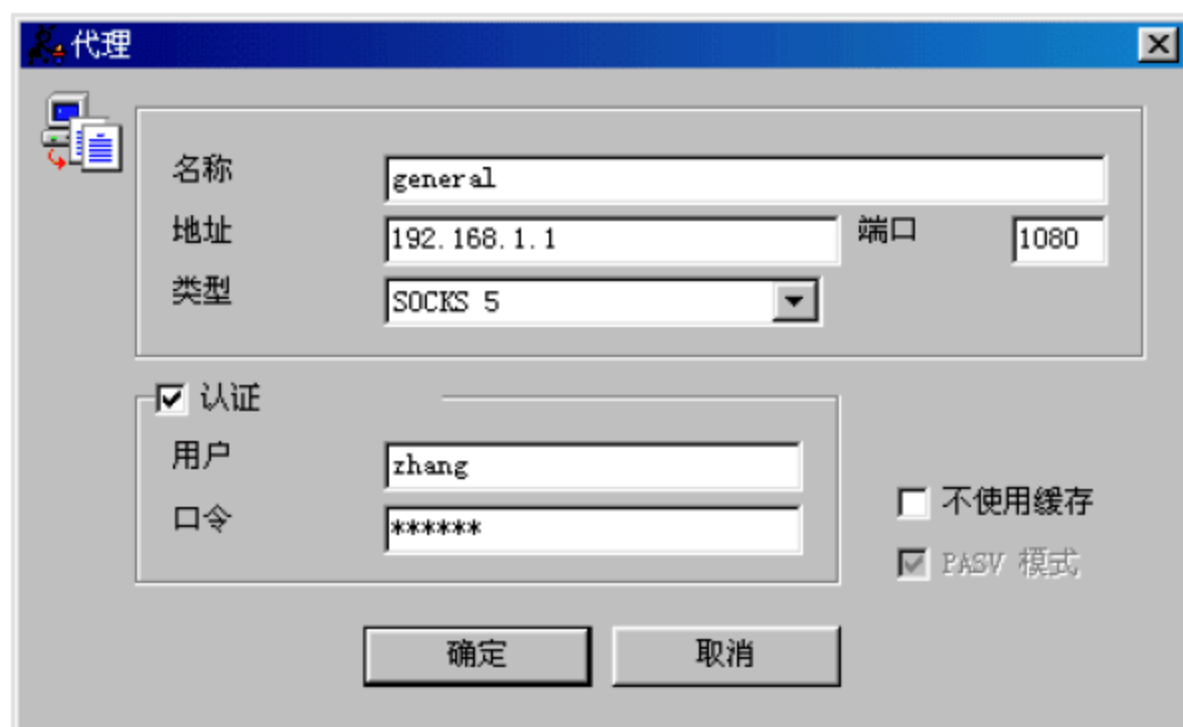 代理
名称 general
地址 192.168.1.1 端口 1080
类型 SOCKS 5
认证
用户 zhang
口令 ******
不使用缓存
PASV 模式
确定 取消